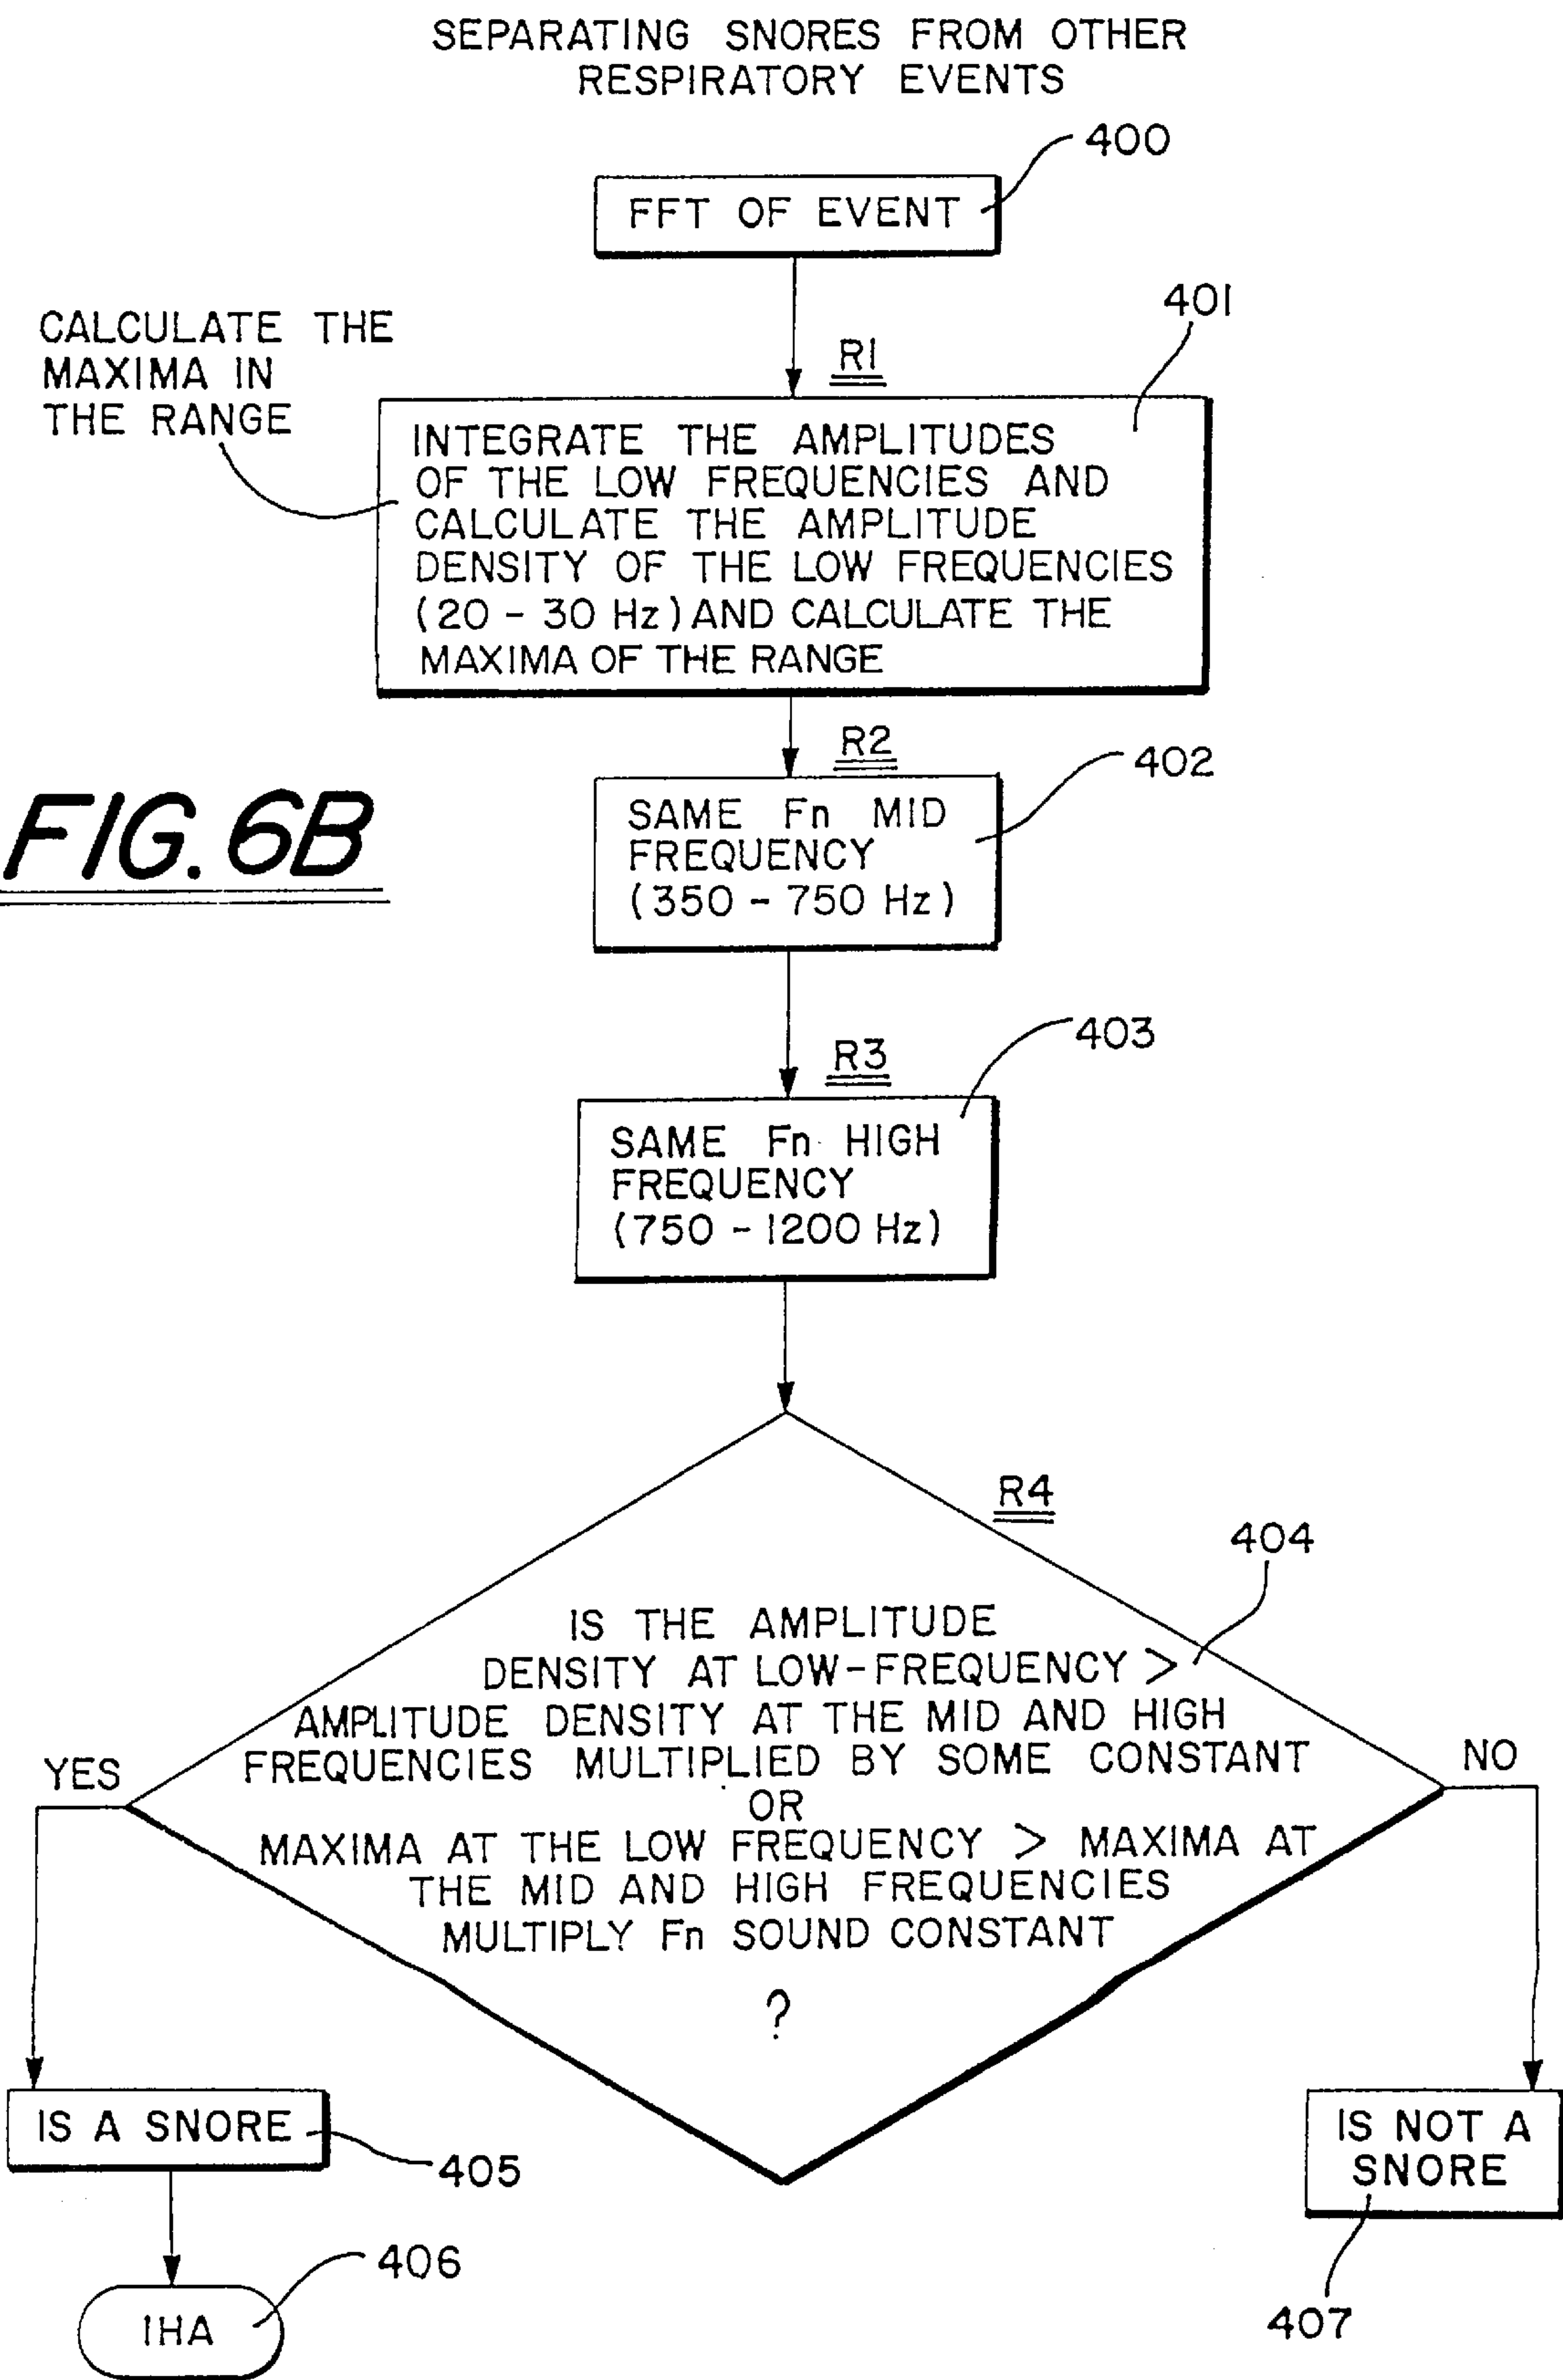 SEPARATING SNORES FROM OTHER
RESPIRATORY EVENTS
400
FFT OF EVENT
401
CALCULATE THE
MAXIMA IN
THE RANGE
R1
INTEGRATE THE AMPLITUDES
OF THE LOW FREQUENCIES AND
CALCULATE THE AMPLITUDE
DENSITY OF THE LOW FREQUENCIES
(20 - 30 Hz) AND CALCULATE THE
MAXIMA OF THE RANGE
R2
402
FIG. 6B
SAME Fn MID
FREQUENCY
(350 - 750 Hz)
403
R3
SAME Fn HIGH
FREQUENCY
(750 - 1200 Hz)
R4
404
IS THE AMPLITUDE
DENSITY AT LOW-FREQUENCY >
AMPLITUDE DENSITY AT THE MID AND HIGH
FREQUENCIES MULTIPLIED BY SOME CONSTANT
OR
MAXIMA AT THE LOW FREQUENCY > MAXIMA AT
THE MID AND HIGH FREQUENCIES
MULTIPLY Fn SOUND CONSTANT
?
YES
NO
IS A SNORE
405
IS NOT A
SNORE
406
IHA
407